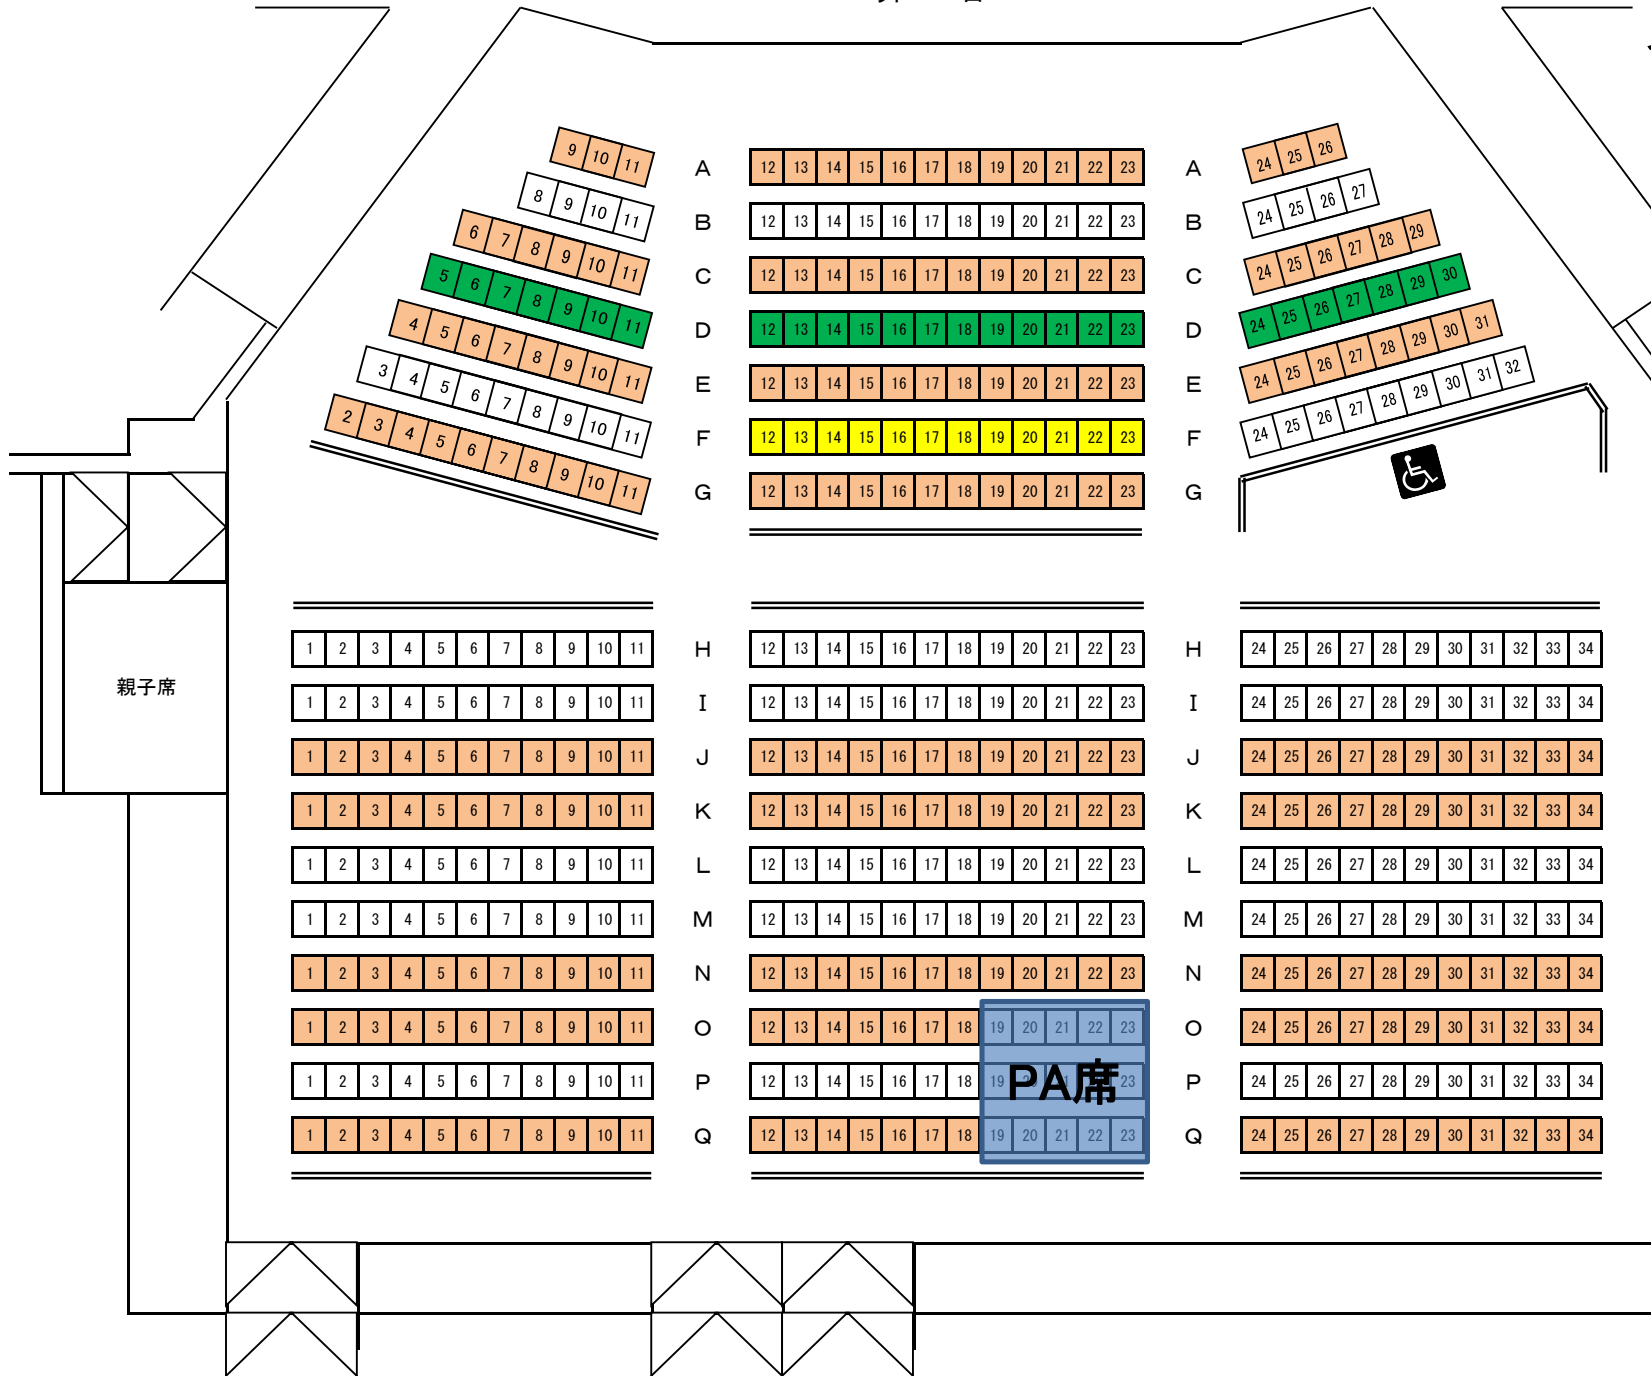 9 10 11 A 12 13 14 15 16 17 18 19 20 21 22 23 A 24 25 26
8 9 10 11 B 12 13 14 15 16 17 18 19 20 21 22 23 B 24 25 26 27
6 7 8 9 10 11 C 12 13 14 15 16 17 18 19 20 21 22 23 C 24 25 26 27 28 29
5 6 7 8 9 10 11 D 12 13 14 15 16 17 18 19 20 21 22 23 D 24 25 26 27 28 29 30
4 5 6 7 8 9 10 11 E 12 13 14 15 16 17 18 19 20 21 22 23 E 24 25 26 27 28 29 30 31
3 4 5 6 7 8 9 10 11 F 12 13 14 15 16 17 18 19 20 21 22 23 F 24 25 26 27 28 29 30 31 32
2 3 4 5 6 7 8 9 10 11 G 12 13 14 15 16 17 18 19 20 21 22 23 G
1 2 3 4 5 6 7 8 9 10 11 H 12 13 14 15 16 17 18 19 20 21 22 23 H 24 25 26 27 28 29 30 31 32 33 34
親子席
1 2 3 4 5 6 7 8 9 10 11 I 12 13 14 15 16 17 18 19 20 21 22 23 I 24 25 26 27 28 29 30 31 32 33 34
1 2 3 4 5 6 7 8 9 10 11 J 12 13 14 15 16 17 18 19 20 21 22 23 J 24 25 26 27 28 29 30 31 32 33 34
1 2 3 4 5 6 7 8 9 10 11 K 12 13 14 15 16 17 18 19 20 21 22 23 K 24 25 26 27 28 29 30 31 32 33 34
1 2 3 4 5 6 7 8 9 10 11 L 12 13 14 15 16 17 18 19 20 21 22 23 L 24 25 26 27 28 29 30 31 32 33 34
1 2 3 4 5 6 7 8 9 10 11 M 12 13 14 15 16 17 18 19 20 21 22 23 M 24 25 26 27 28 29 30 31 32 33 34
1 2 3 4 5 6 7 8 9 10 11 N 12 13 14 15 16 17 18 19 20 21 22 23 N 24 25 26 27 28 29 30 31 32 33 34
1 2 3 4 5 6 7 8 9 10 11 O 12 13 14 15 16 17 18 19 20 21 22 23 O 24 25 26 27 28 29 30 31 32 33 34
1 2 3 4 5 6 7 8 9 10 11 P 12 13 14 15 16 17 18 19 PA席 23 P 24 25 26 27 28 29 30 31 32 33 34
1 2 3 4 5 6 7 8 9 10 11 Q 12 13 14 15 16 17 18 19 20 21 22 23 Q 24 25 26 27 28 29 30 31 32 33 34